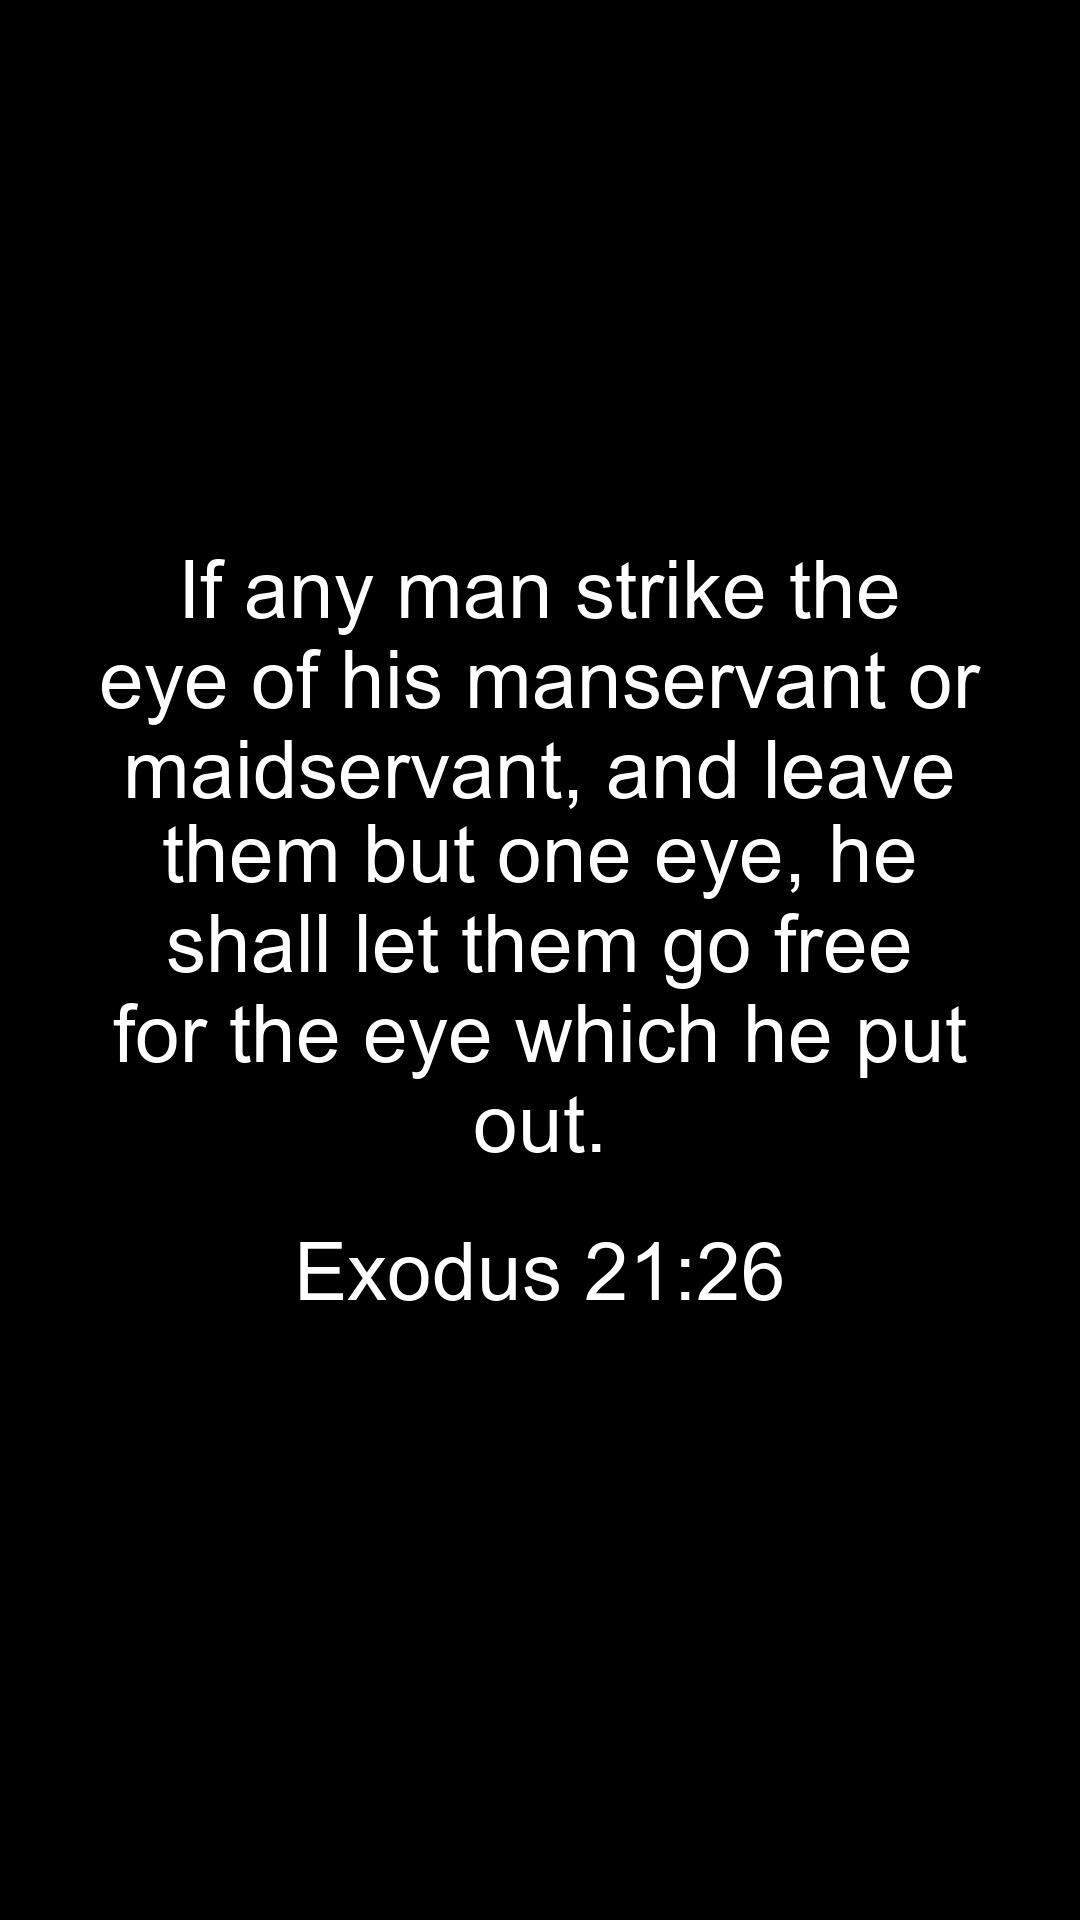 If any man strike the
eye of his manservant or
maidservant, and leave
them but one eye, he
shall let them go free
for the eye which he put
out.
Exodus 21:26